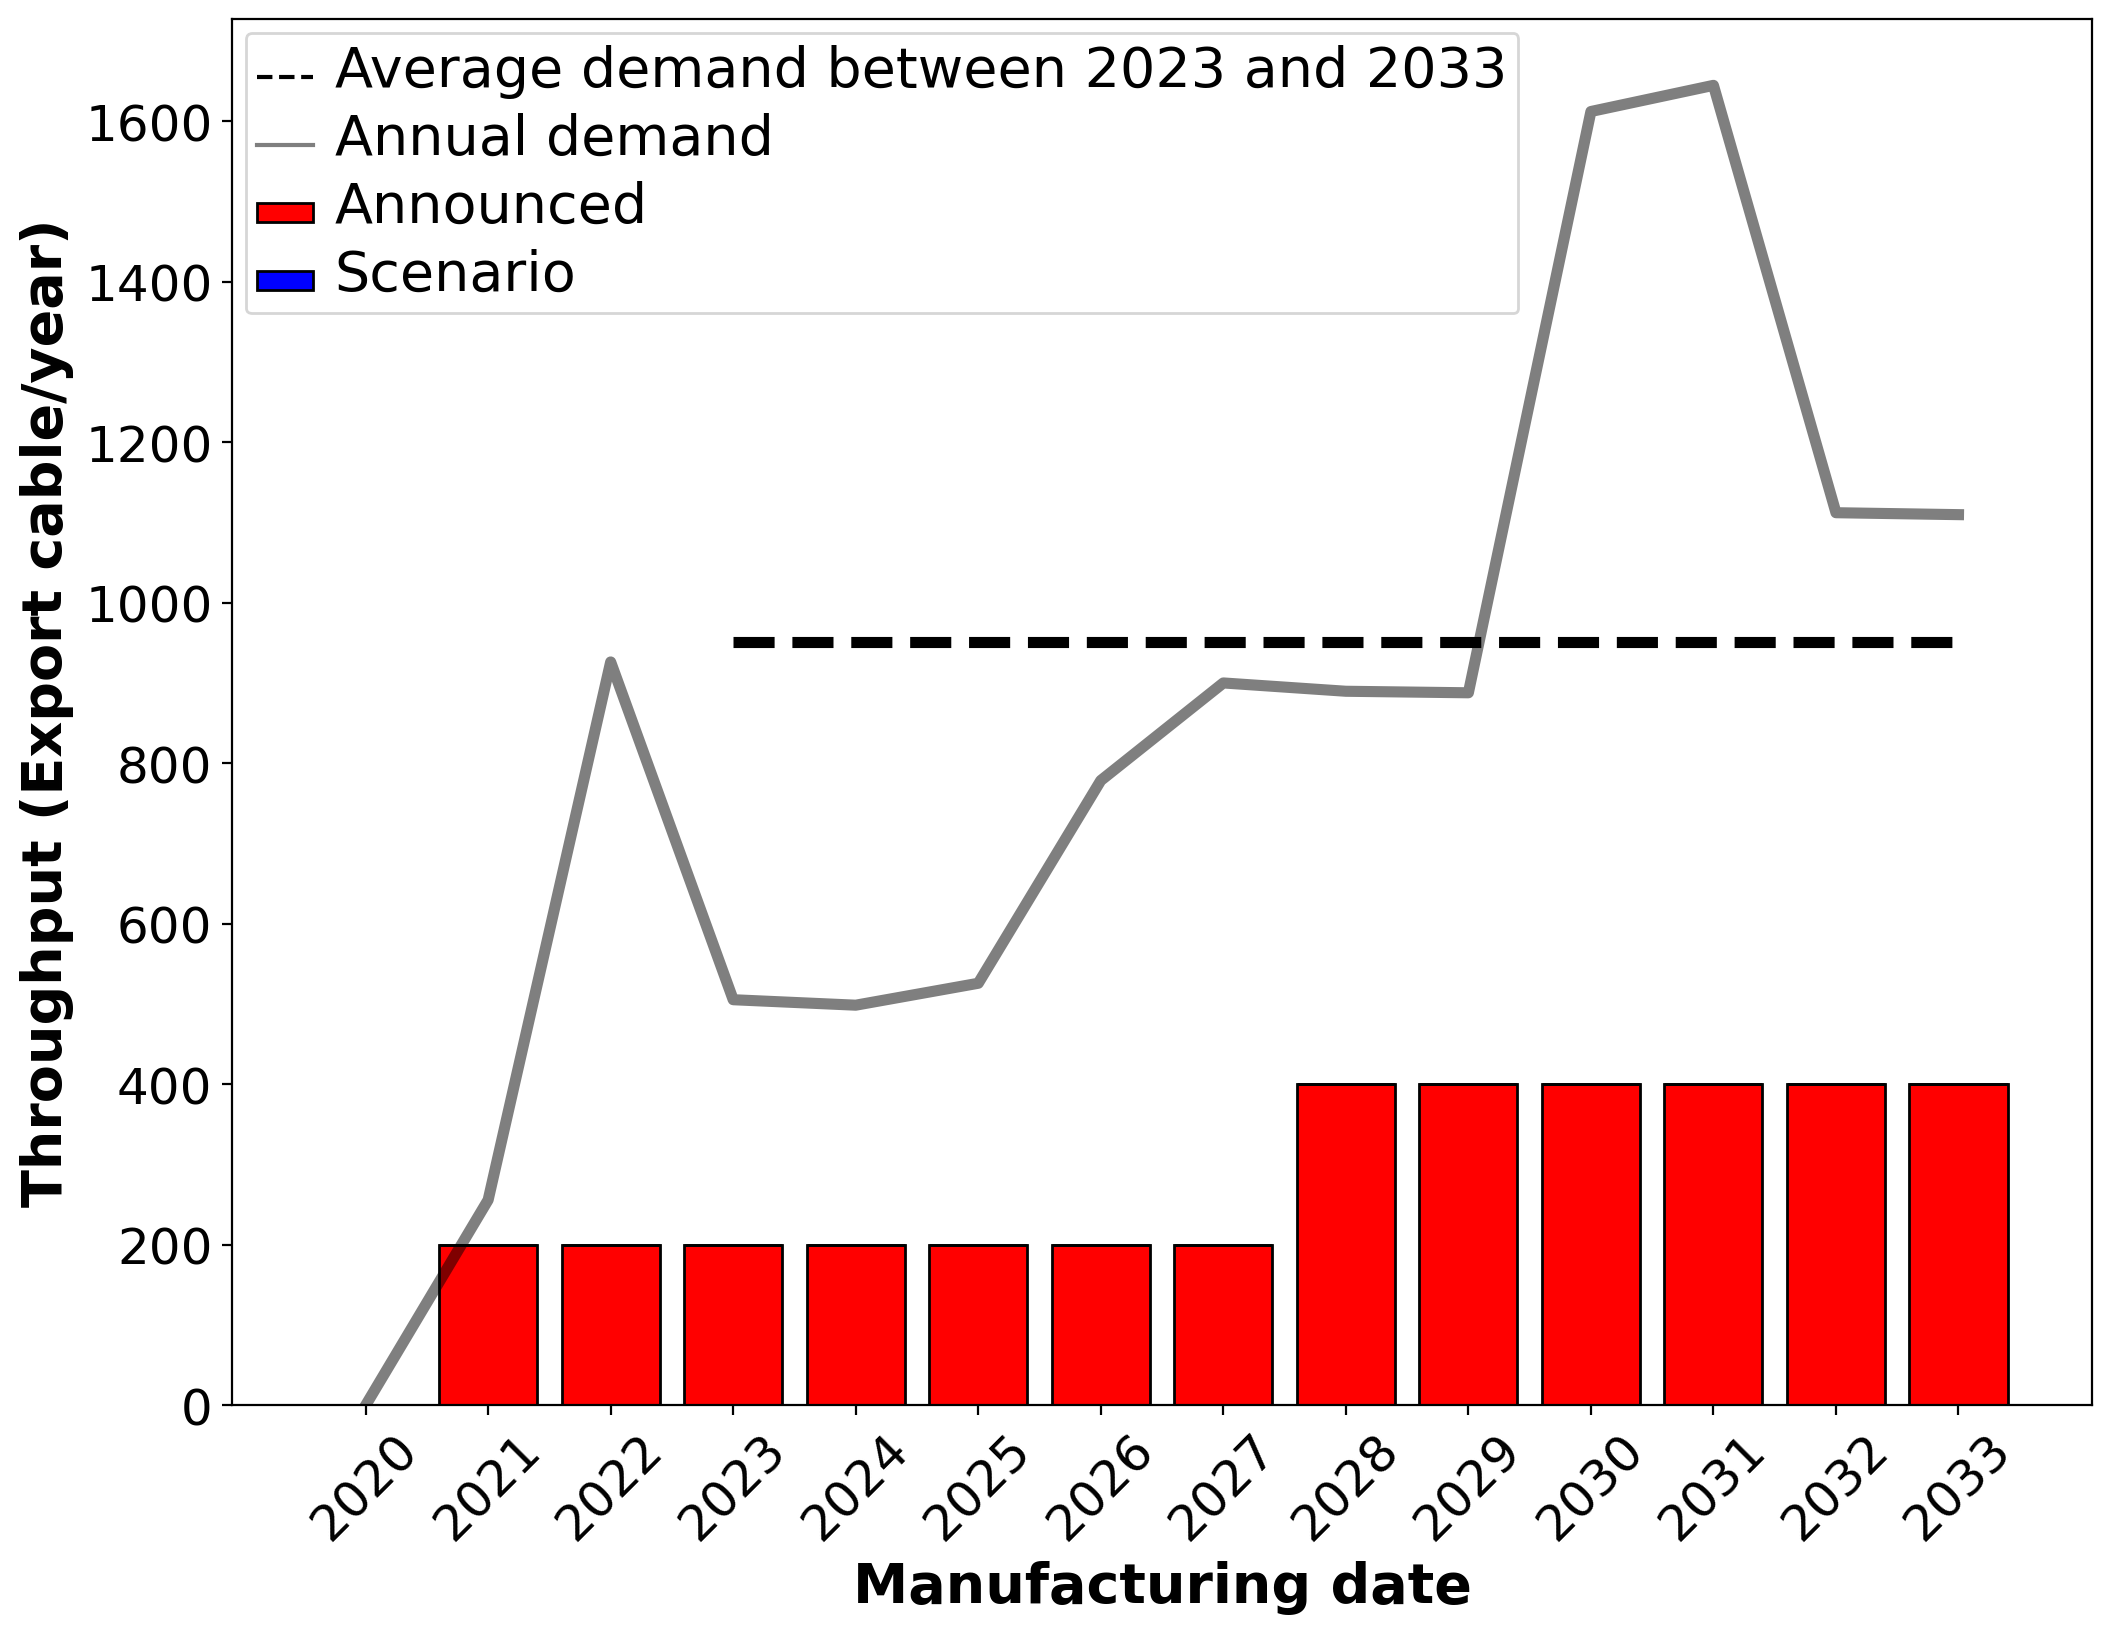 Average demand between 2023 and 2033
Annual demand
Announced
Scenario
Throughput (Export cable/year)
1600
1400
1200
1000
800
600
400
200
0
2020 2021 2022 2023 2024 2025 2026 2027 2028 2029 2030 2031 2032 2033
Manufacturing date